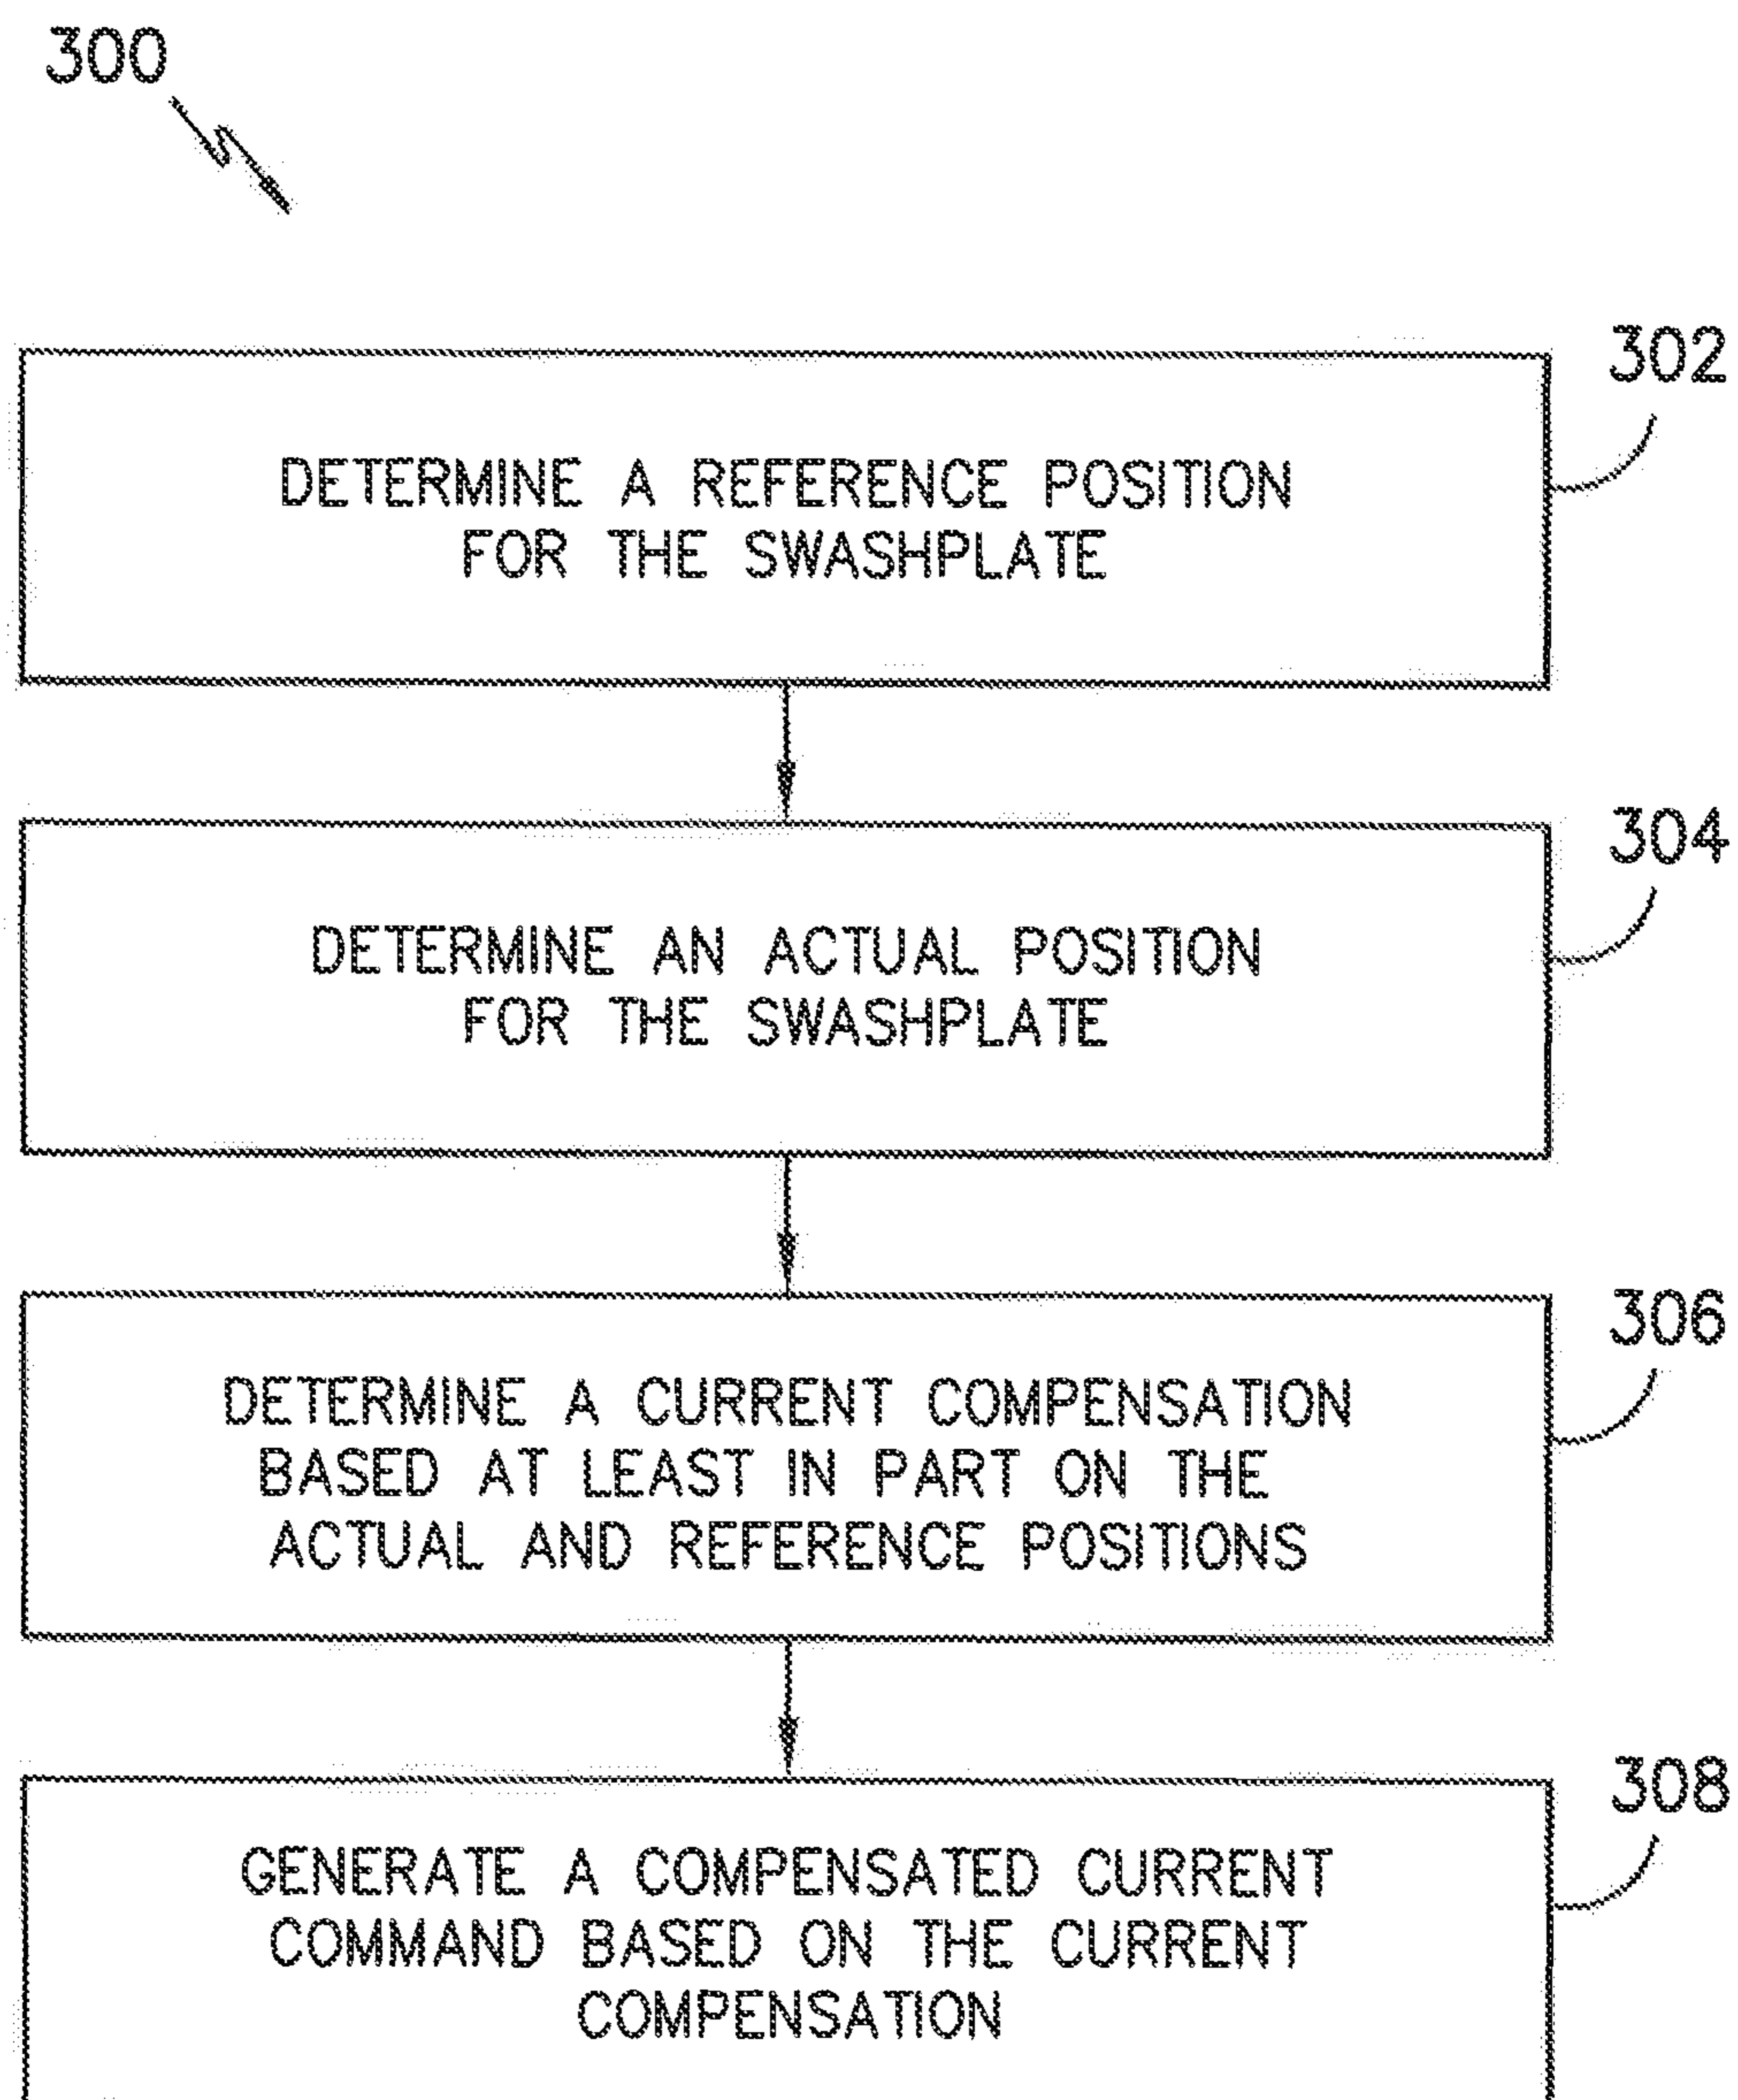 300
302
DETERMINE A REFERENCE POSITION
FOR THE SWASHPLATE
304
DETERMINE AN ACTUAL POSITION
FOR THE SWASHPLATE
306
DETERMINE A CURRENT COMPENSATION
BASED AT LEAST IN PART ON THE
ACTUAL AND REFERENCE POSITIONS
308
GENERATE A COMPENSATED CURRENT
COMMAND BASED ON THE CURRENT
COMPENSATION